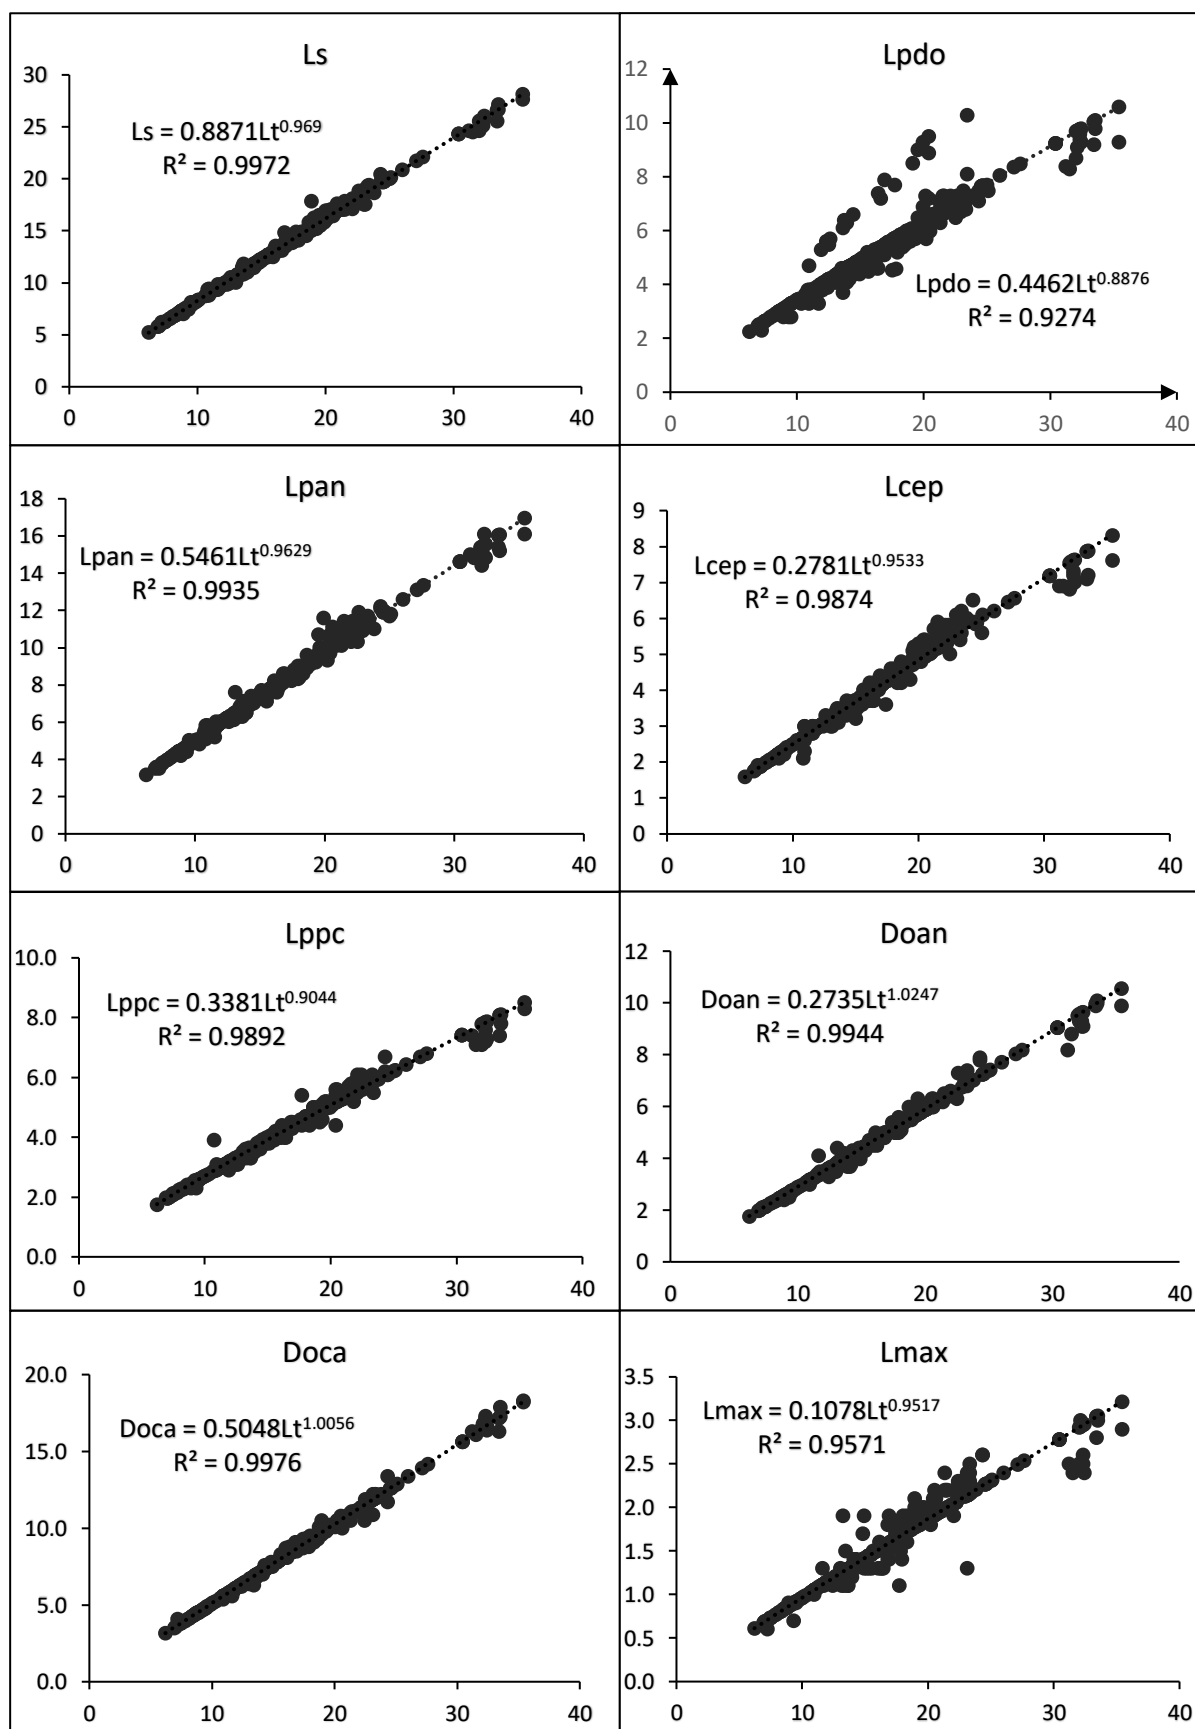 Ls
30
25
20
15
10
5
0
0 10 20 30 40
Ls = 0.8871Lt^0.969
R² = 0.9972
Lpdo
12
10
8
6
4
2
0
0 10 20 30 40
Lpdo = 0.4462Lt^0.8876
R² = 0.9274
Lpan
18
16
14
12
10
8
6
4
2
0
0 10 20 30 40
Lpan = 0.5461Lt^0.9629
R² = 0.9935
Lcep
9
8
7
6
5
4
3
2
1
0
0 10 20 30 40
Lcep = 0.2781Lt^0.9533
R² = 0.9874
Lppc
10.0
8.0
6.0
4.0
2.0
0.0
0 10 20 30 40
Lppc = 0.3381Lt^0.9044
R² = 0.9892
Doan
12
10
8
6
4
2
0
0 10 20 30 40
Doan = 0.2735Lt^1.0247
R² = 0.9944
Doca
20.0
15.0
10.0
5.0
0.0
0 10 20 30 40
Doca = 0.5048Lt^1.0056
R² = 0.9976
Lmax
3.5
3.0
2.5
2.0
1.5
1.0
0.5
0.0
0 10 20 30 40
Lmax = 0.1078Lt^0.9517
R² = 0.9571